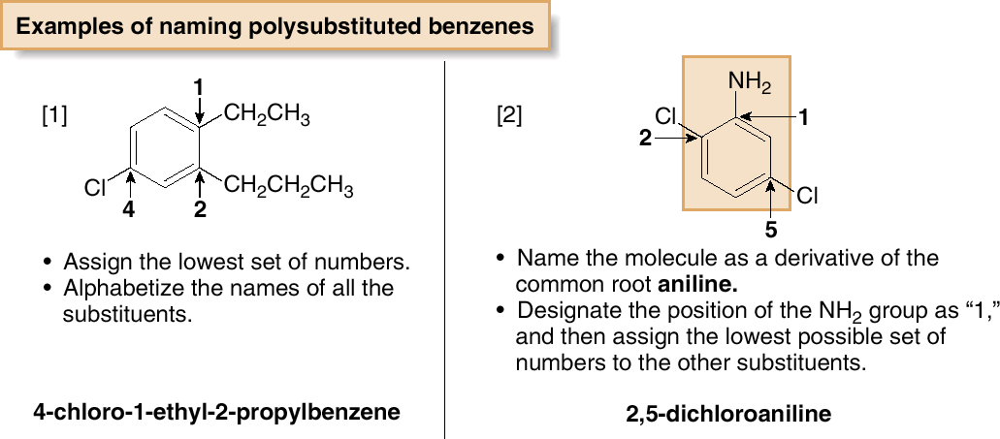 Examples of naming polysubstituted benzenes
[1]
1
CH2CH3
CH2CH2CH3
Cl
4
2
• Assign the lowest set of numbers.
• Alphabetize the names of all the
substituents.
4-chloro-1-ethyl-2-propylbenzene
[2]
NH2
Cl
1
2
Cl
5
• Name the molecule as a derivative of the
common root aniline.
• Designate the position of the NH2 group as “1,”
and then assign the lowest possible set of
numbers to the other substituents.
2,5-dichloroaniline